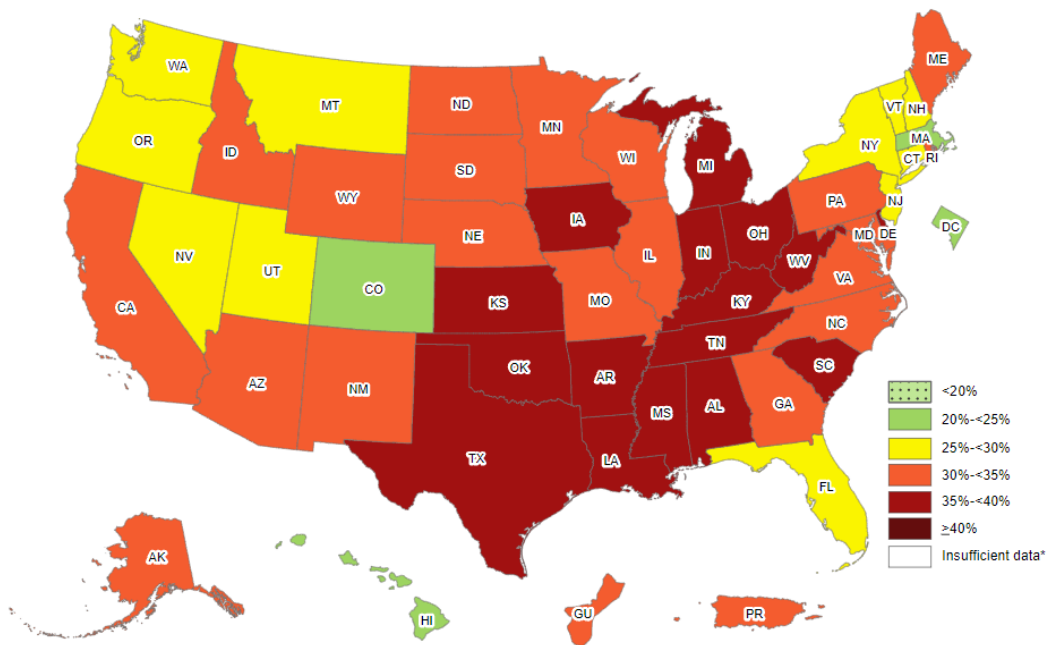 WA
MT
ND
MN
ME
VT
NH
OR
ID
SD
WI
MI
NY
MA
CT
RI
WY
IA
NE
PA
NJ
NV
UT
CO
IL
IN
OH
WV
MD
DE
DC
CA
KS
MO
KY
VA
AZ
NM
OK
AR
TN
NC
SC
MS
AL
GA
TX
LA
FL
AK
HI
GU
PR
<20%
20%-<25%
25%-<30%
30%-<35%
35%-<40%
≥40%
Insufficient data*